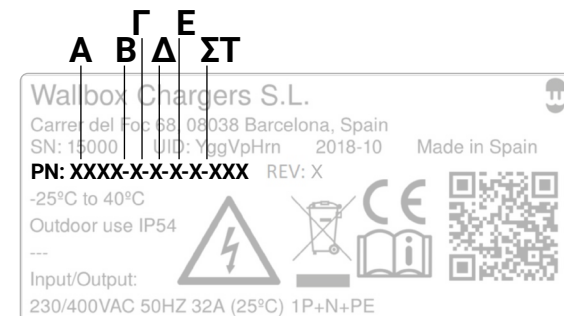 Γ Ε
Α Β Δ ΣΤ
Wallbox Chargers S.L.
Carrer del Foc 68, 08038 Barcelona, Spain
SN: 15000 UID: YggVpHrn 2018-10 Made in Spain
PN: XXXX-X-X-X-X-XXX REV: X
-25ºC to 40ºC
Outdoor use IP54
---
Input/Output:
230/400VAC 50HZ 32A (25ºC) 1P+N+PE